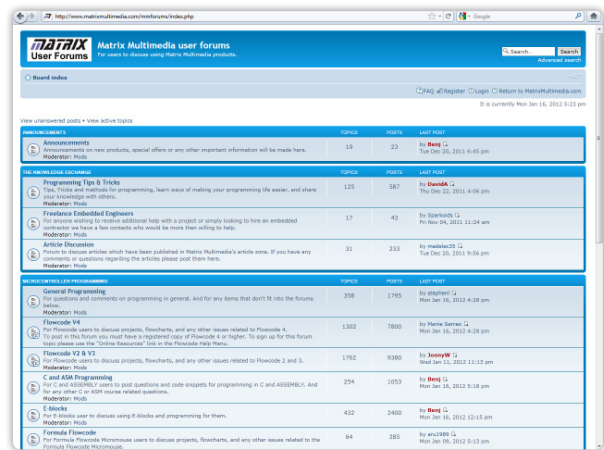 http://www.matrixmultimedia.com/mmforums/index.php
Google
MATRIX
User Forums
Matrix Multimedia user forums
For users to discuss using Matrix Multimedia products.
Search...
Search
Advanced search
Board index
FAQ Register Login Return to MatrixMultimedia.com
It is currently Mon Jan 16, 2012 5:23 pm
View unanswered posts • View active topics
ANNOUNCEMENTS TOPICS POSTS LAST POST
Announcements
Announcements on new products, special offers or any other important information will be made here.
Moderator: Mods
19 23
by Benj
Tue Dec 20, 2011 6:45 pm
THE KNOWLEDGE EXCHANGE TOPICS POSTS LAST POST
Programming Tips & Tricks
Tips, Tricks and methods for programming, learn ways of making your programming life easier, and share
your knowledge with others.
Moderator: Mods
125 587
by DavidA
Thu Dec 22, 2011 4:06 pm
Freelance Embedded Engineers
For anyone wishing to receive additional help with a project or simply looking to hire an embedded
contractor we have a few contacts who would be more then willing to help.
Moderator: Mods
17 43
by Sparkoids
Fri Nov 04, 2011 11:24 am
Article Discussion
Forum to discuss articles which have been published in Matrix Multimedia's article zone. If you have any
comments or questions regarding the articles please post them here.
Moderator: Mods
31 233
by medelec35
Tue Dec 20, 2011 9:56 pm
MICROCONTROLLER PROGRAMMING TOPICS POSTS LAST POST
General Programming
For questions and comments on programming in general. And for any items that don't fit into the forums
below.
Moderator: Mods
358 1795
by stephenl
Mon Jan 16, 2012 4:39 pm
Flowcode V4
For Flowcode users to discuss projects, flowcharts, and any other issues related to Flowcode 4.
To post in this forum you must have a registered copy of Flowcode 4 or higher. To sign up for this forum
topic please use the "Online Resources" link in the Flowcode Help Menu.
1302 7800
Mon Jan 16, 2012 4:28 pm
Flowcode V2 & V3
For Flowcode users to discuss projects, flowcharts, and any other issues related to Flowcode 2 and 3.
Moderator: Mods
1762 9380
by JonnyW
Wed Jan 11, 2012 11:13 pm
C and ASM Programming
For C and ASSEMBLY users to post questions and code snippets for programming in C and ASSEMBLY. And
for any other C or ASM course related questions.
Moderator: Mods
254 1053
by Benj
Mon Jan 16, 2012 5:18 pm
E-blocks
For E-blocks user to discuss using E-blocks and programming for them.
Moderator: Mods
432 2400
by Benj
Mon Jan 16, 2012 12:15 pm
Formula Flowcode
For Formula Flowcode Micromouse users to discuss projects, flowcharts, and any other issues related to the
Formula Flowcode Micromouse.
64 285
by aru1989
Mon Jan 09, 2012 5:13 pm